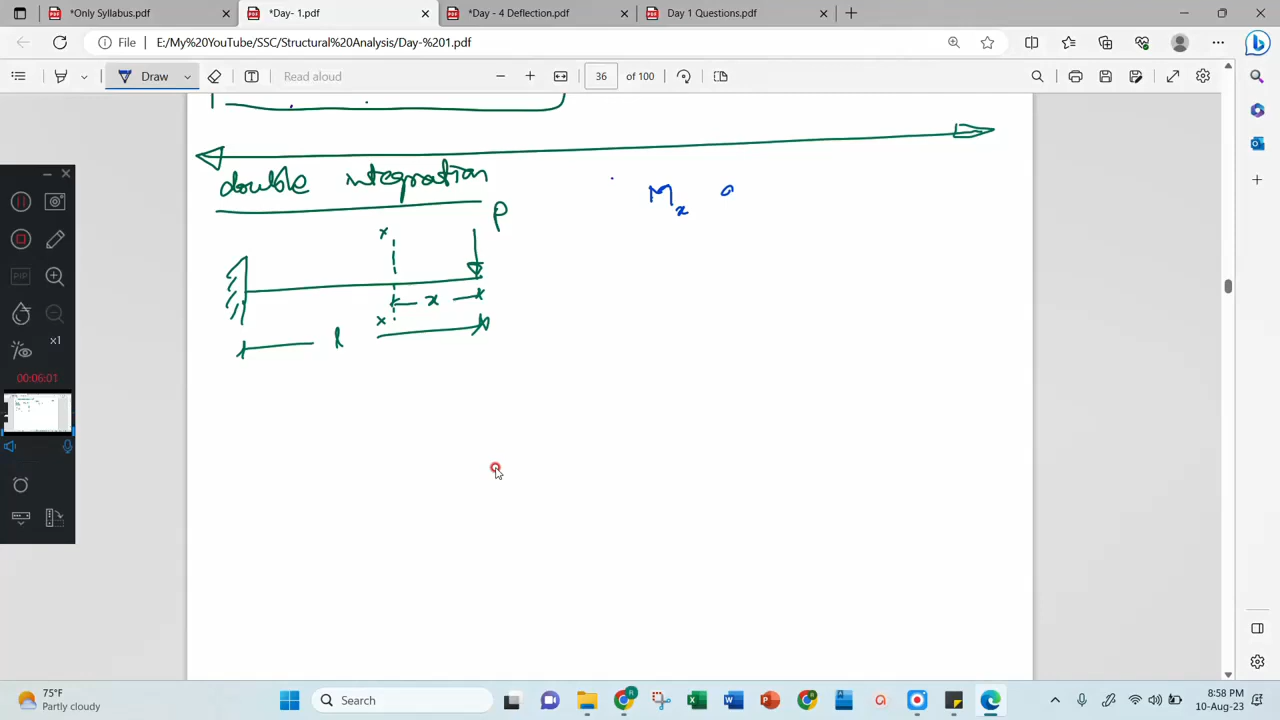 *Only Syllabus.pdf
*Day- 1.pdf
*Day - 4 Deflection.pdf
Day 1 Questions.pdf
File
E:/My%20YouTube/SSC/Structural%20Analysis/Day-%201.pdf
Draw
Read aloud
36 of 100
double integration
P
M x
x
x
x
l
PIP
x1
00:06:01
75°F
Partly cloudy
Search
8:58 PM
10-Aug-23